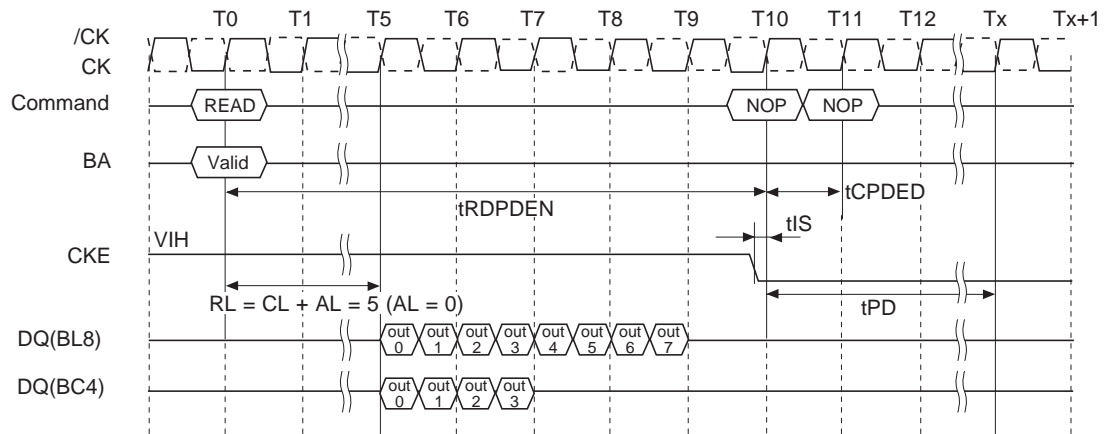 T0 T1 T5 T6 T7 T8 T9 T10 T11 T12 Tx Tx+1
/CK
CK
Command READ NOP NOP
BA Valid
tRDPDEN tCPDED
tIS
VIH
CKE
RL = CL + AL = 5 (AL = 0)
tPD
DQ(BL8) out 0 out 1 out 2 out 3 out 4 out 5 out 6 out 7
DQ(BC4) out 0 out 1 out 2 out 3